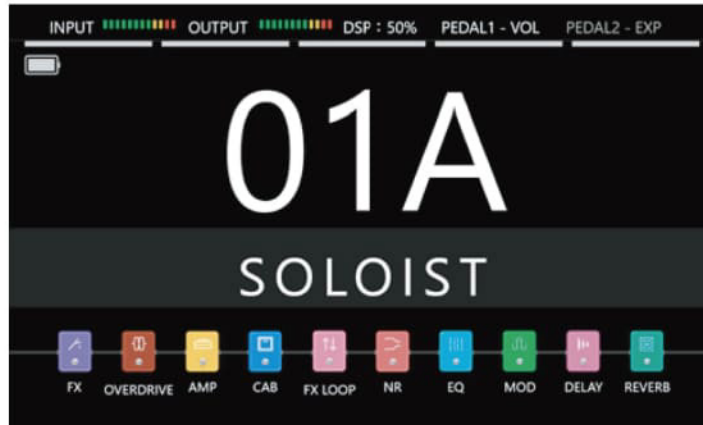 INPUT OUTPUT DSP : 50% PEDAL1 - VOL PEDAL2 - EXP
01A
SOLOIST
FX OVERDRIVE AMP CAB FX LOOP NR EQ MOD DELAY REVERB